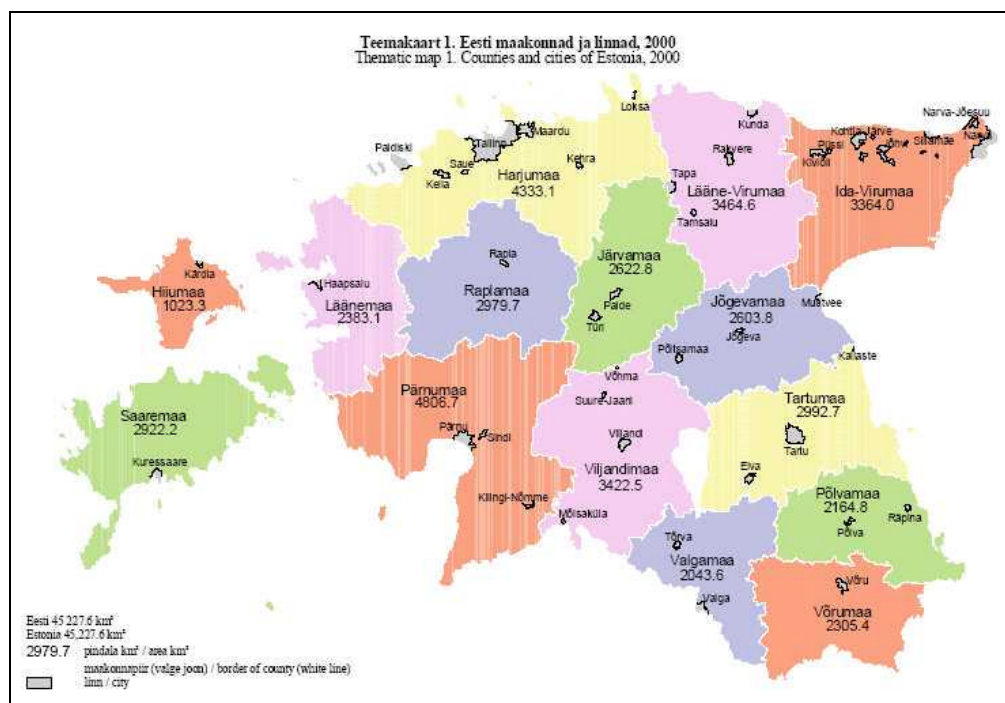 Teemakaart 1. Eesti maakonnad ja linnad, 2000
Thematic map 1. Counties and cities of Estonia, 2000
Loksa
Narva-Jõesuu
Kunda
Maardu
Kohtla-Järve
Tallinn
Püssi
Jõhvi
Sillamäe
Narva
Paldiski
Rakvere
Kiviõli
Saue
Kehra
Keila
Tapa
Harjumaa
4333.1
Lääne-Virumaa
3464.6
Ida-Virumaa
3364.0
Tamsalu
Rapla
Järvamaa
2622.8
Kärdla
Hiiumaa
1023.3
Haapsalu
Läänemaa
2383.1
Raplamaa
2979.7
Paide
Türi
Jõgevamaa
2603.8
Mustvee
Jõgeva
Põltsamaa
Kallaste
Võhma
Pärnumaa
4806.7
Suure-Jaani
Tartumaa
2992.7
Saaremaa
2922.2
Pärnu
Sindi
Viljandi
Tartu
Kuressaare
Viljandimaa
3422.5
Elva
Kilingi-Nõmme
Põlvamaa
2164.8
Räpina
Mõisaküla
Põlva
Tõrva
Valgamaa
2043.6
Võru
Valga
Võrumaa
2305.4
Eesti 45 227.6 km²
Estonia 45,227.6 km²
2979.7 pindala km² / area km²
maakonnapiir (valge joon) / border of county (white line)
linn / city